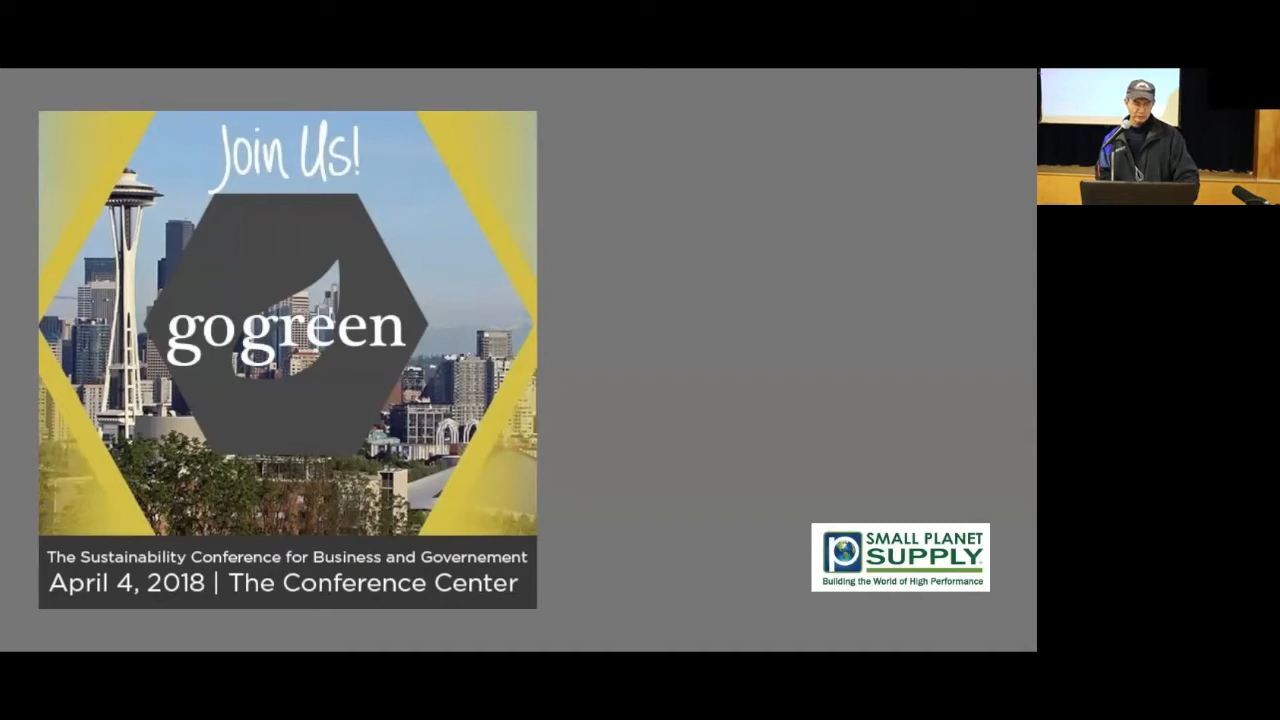 Join Us!
gogreen
The Sustainability Conference for Business and Governement
April 4, 2018 | The Conference Center
SMALL PLANET
SUPPLY
Building the World of High Performance